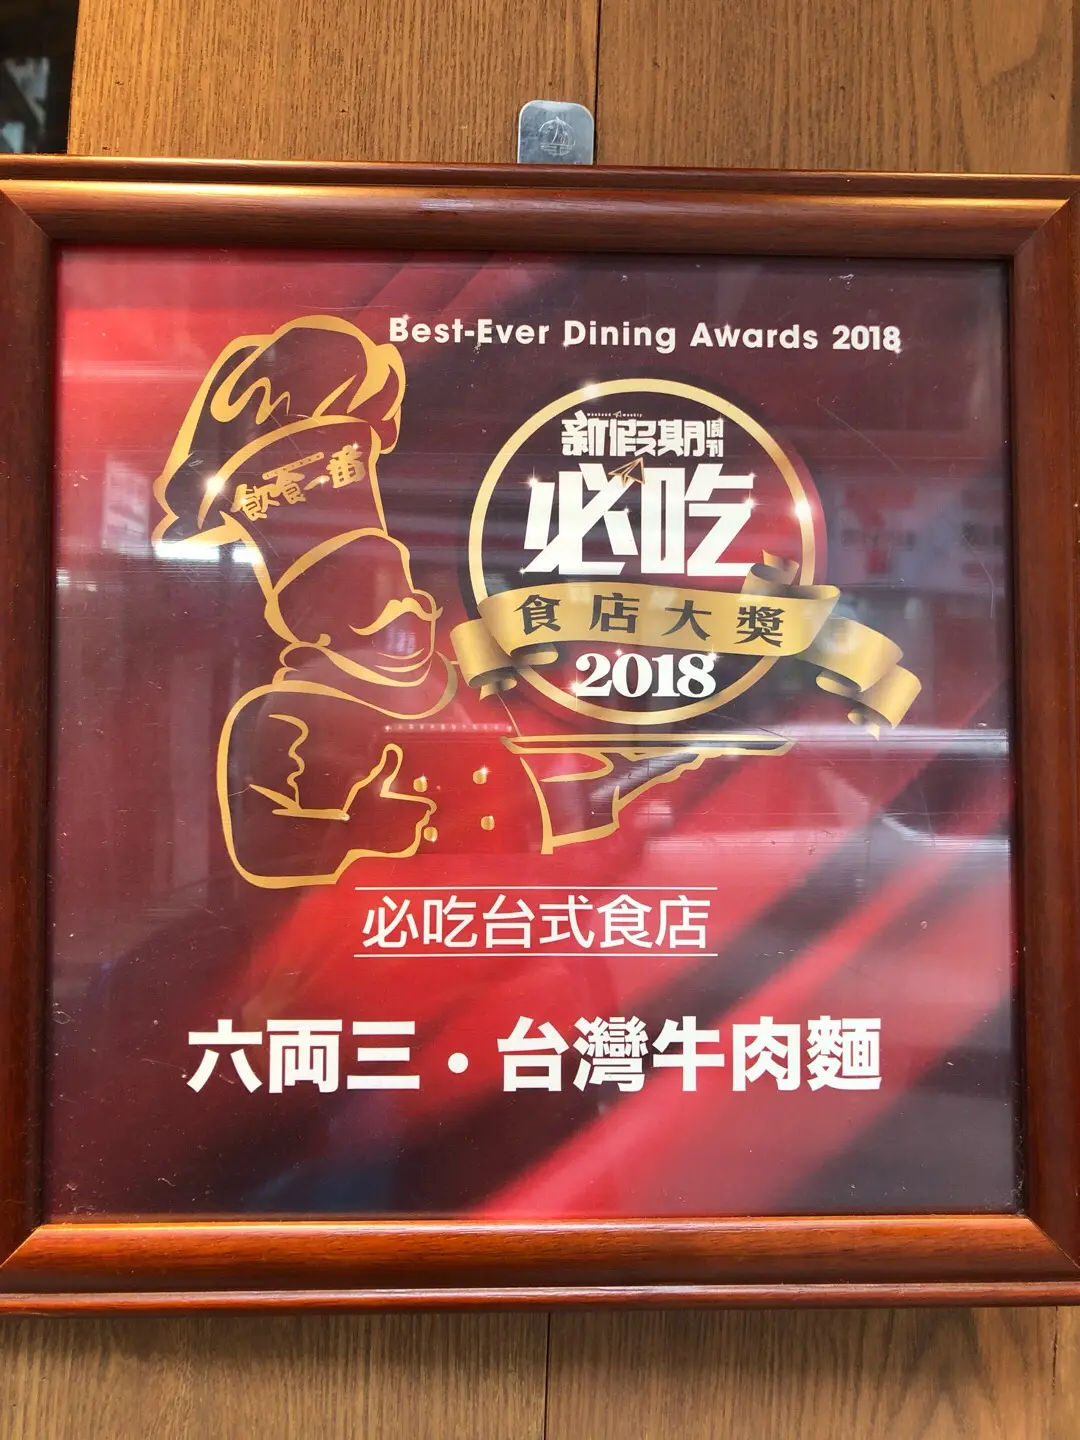 Best-Ever Dining Awards 2018
新假期
周刊
必吃
飲食一番
食店大獎
2018
必吃台式食店
六両三・台灣牛肉麵